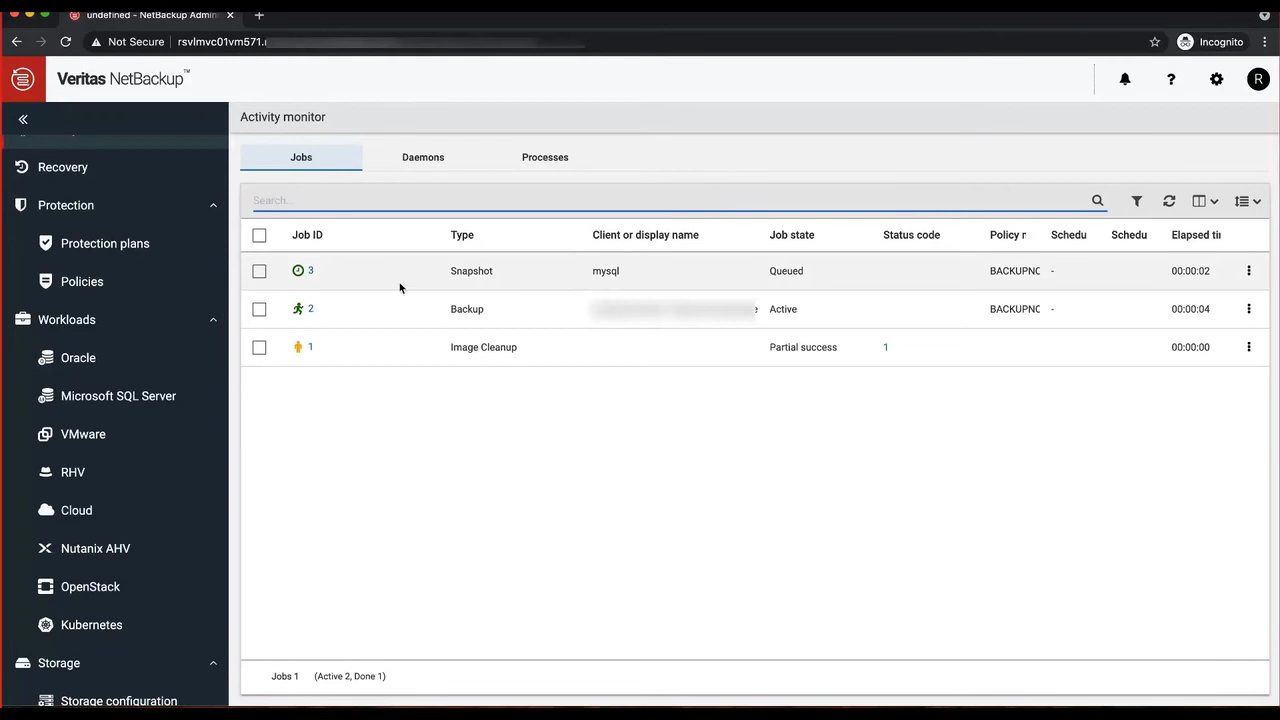 undefined - NetBackup Admin
Not Secure rsvlmvc01vm571.
Incognito
Veritas NetBackup™
R
Activity monitor
Jobs Daemons Processes
Search...
Job ID Type Client or display name Job state Status code Policy n Schedu Schedu Elapsed tir
3 Snapshot mysql Queued BACKUPNC - 00:00:02
2 Backup e Active BACKUPNC - 00:00:04
1 Image Cleanup Partial success 1 00:00:00
Jobs 1 (Active 2, Done 1)
Recovery
Protection
Protection plans
Policies
Workloads
Oracle
Microsoft SQL Server
VMware
RHV
Cloud
Nutanix AHV
OpenStack
Kubernetes
Storage
Storage configuration